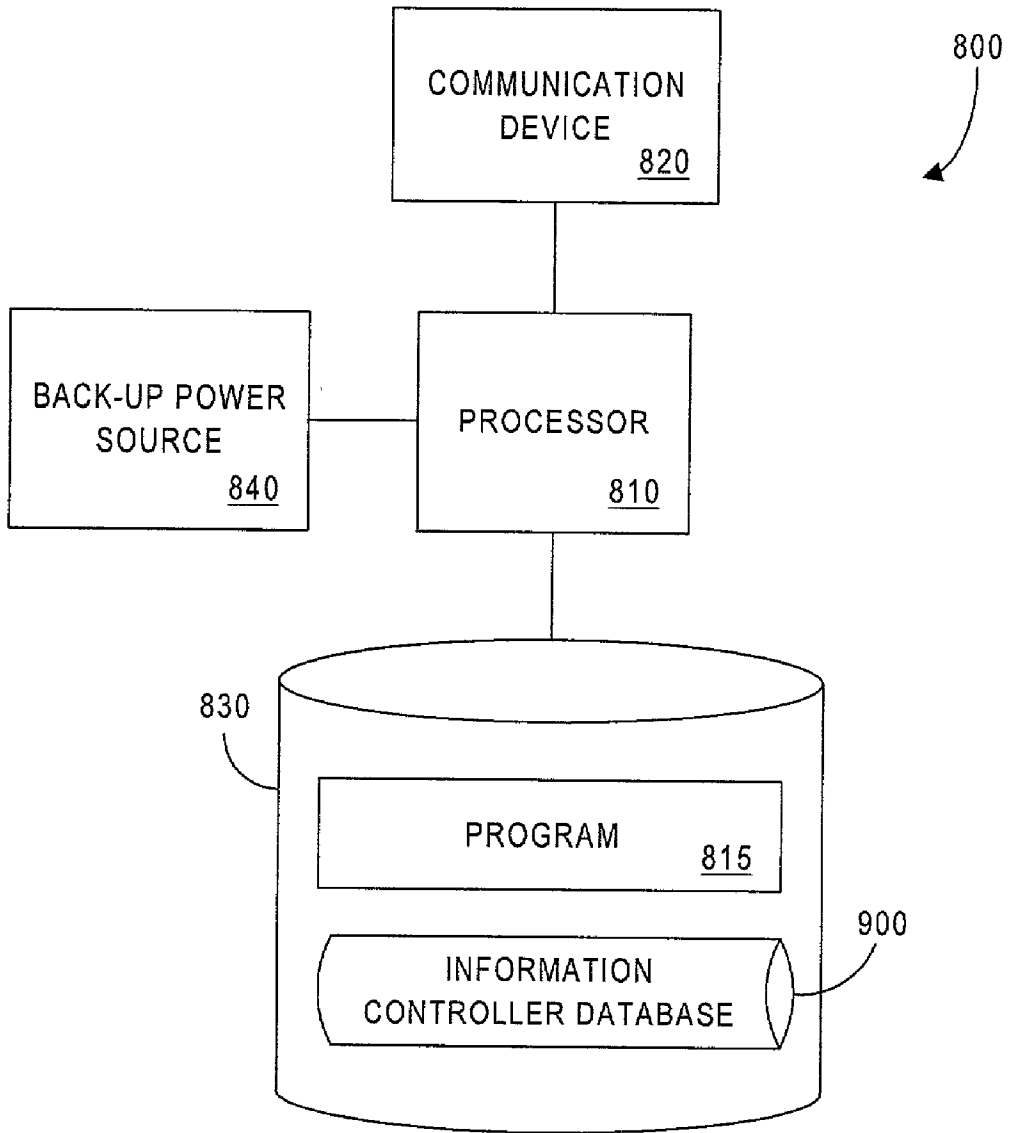 800
COMMUNICATION
DEVICE
820
BACK-UP POWER
SOURCE
840
PROCESSOR
810
830
PROGRAM
815
900
INFORMATION
CONTROLLER DATABASE